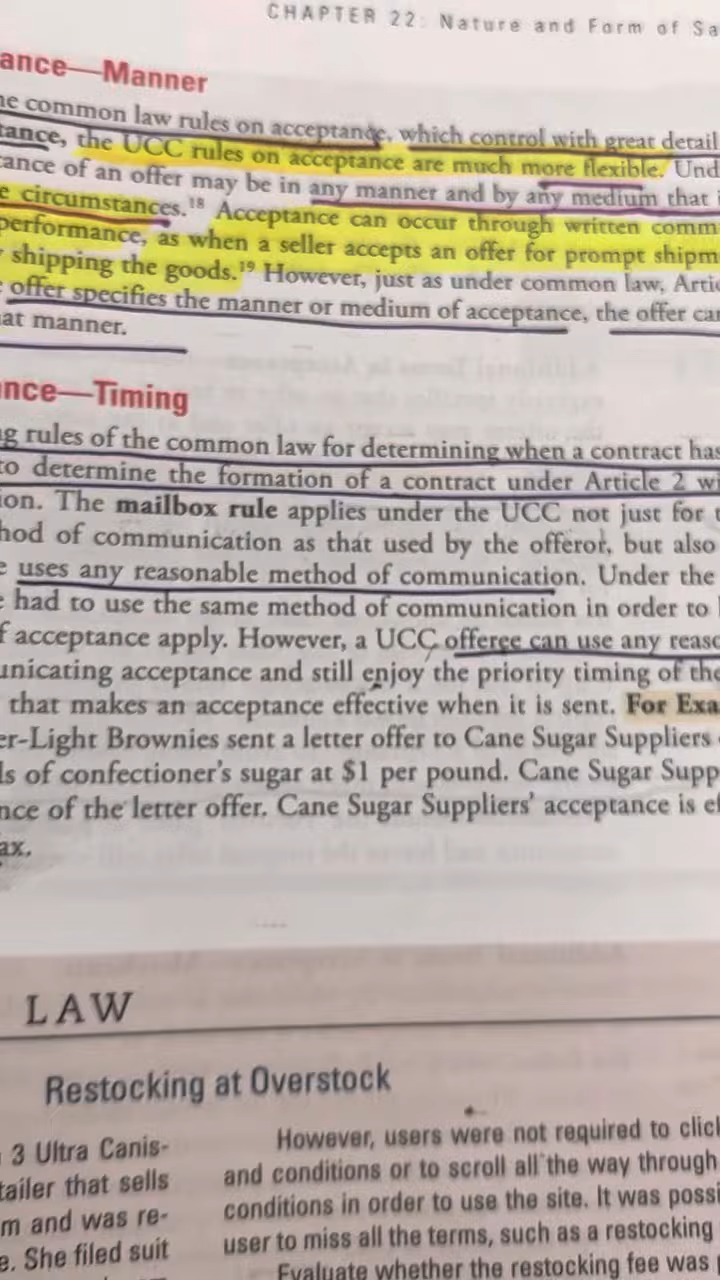 CHAPTER 22: Nature and Form of Sa
ance—Manner
he common law rules on acceptance, which control with great detail
tance, the UCC rules on acceptance are much more flexible. Und
tance of an offer may be in any manner and by any medium that i
e circumstances.18 Acceptance can occur through written comm
performance, as when a seller accepts an offer for prompt shipm
shipping the goods.19 However, just as under common law, Artic
offer specifies the manner or medium of acceptance, the offer can
at manner.
nce—Timing
g rules of the common law for determining when a contract has
to determine the formation of a contract under Article 2 wi
ion. The mailbox rule applies under the UCC not just for t
hod of communication as that used by the offeror, but also
e uses any reasonable method of communication. Under the
had to use the same method of communication in order to
f acceptance apply. However, a UCC offeree can use any reaso
unicating acceptance and still enjoy the priority timing of the
that makes an acceptance effective when it is sent. For Exa
er-Light Brownies sent a letter offer to Cane Sugar Suppliers
ls of confectioner's sugar at $1 per pound. Cane Sugar Supp
nce of the letter offer. Cane Sugar Suppliers' acceptance is ef
ax.
LAW
Restocking at Overstock
3 Ultra Canis-
tailer that sells
m and was re-
e. She filed suit
However, users were not required to click
and conditions or to scroll all the way through
conditions in order to use the site. It was possi
user to miss all the terms, such as a restocking
Evaluate whether the restocking fee was